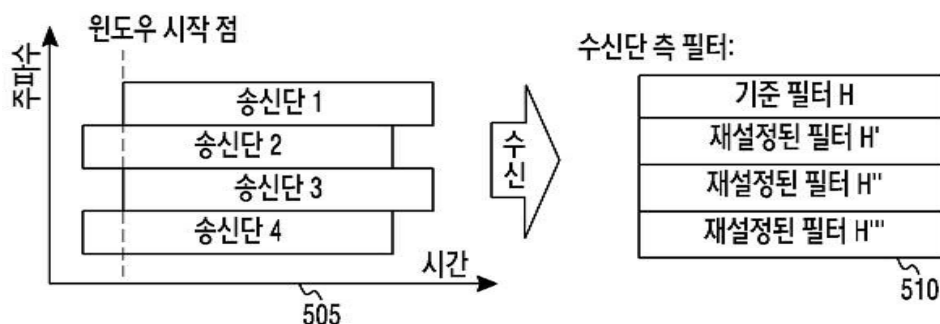 윈도우 시작 점
주파수
송신단 1
송신단 2
송신단 3
송신단 4
시간
505
수신
수신단 측 필터:
기준 필터 H
재설정된 필터 H'
재설정된 필터 H''
재설정된 필터 H'''
510